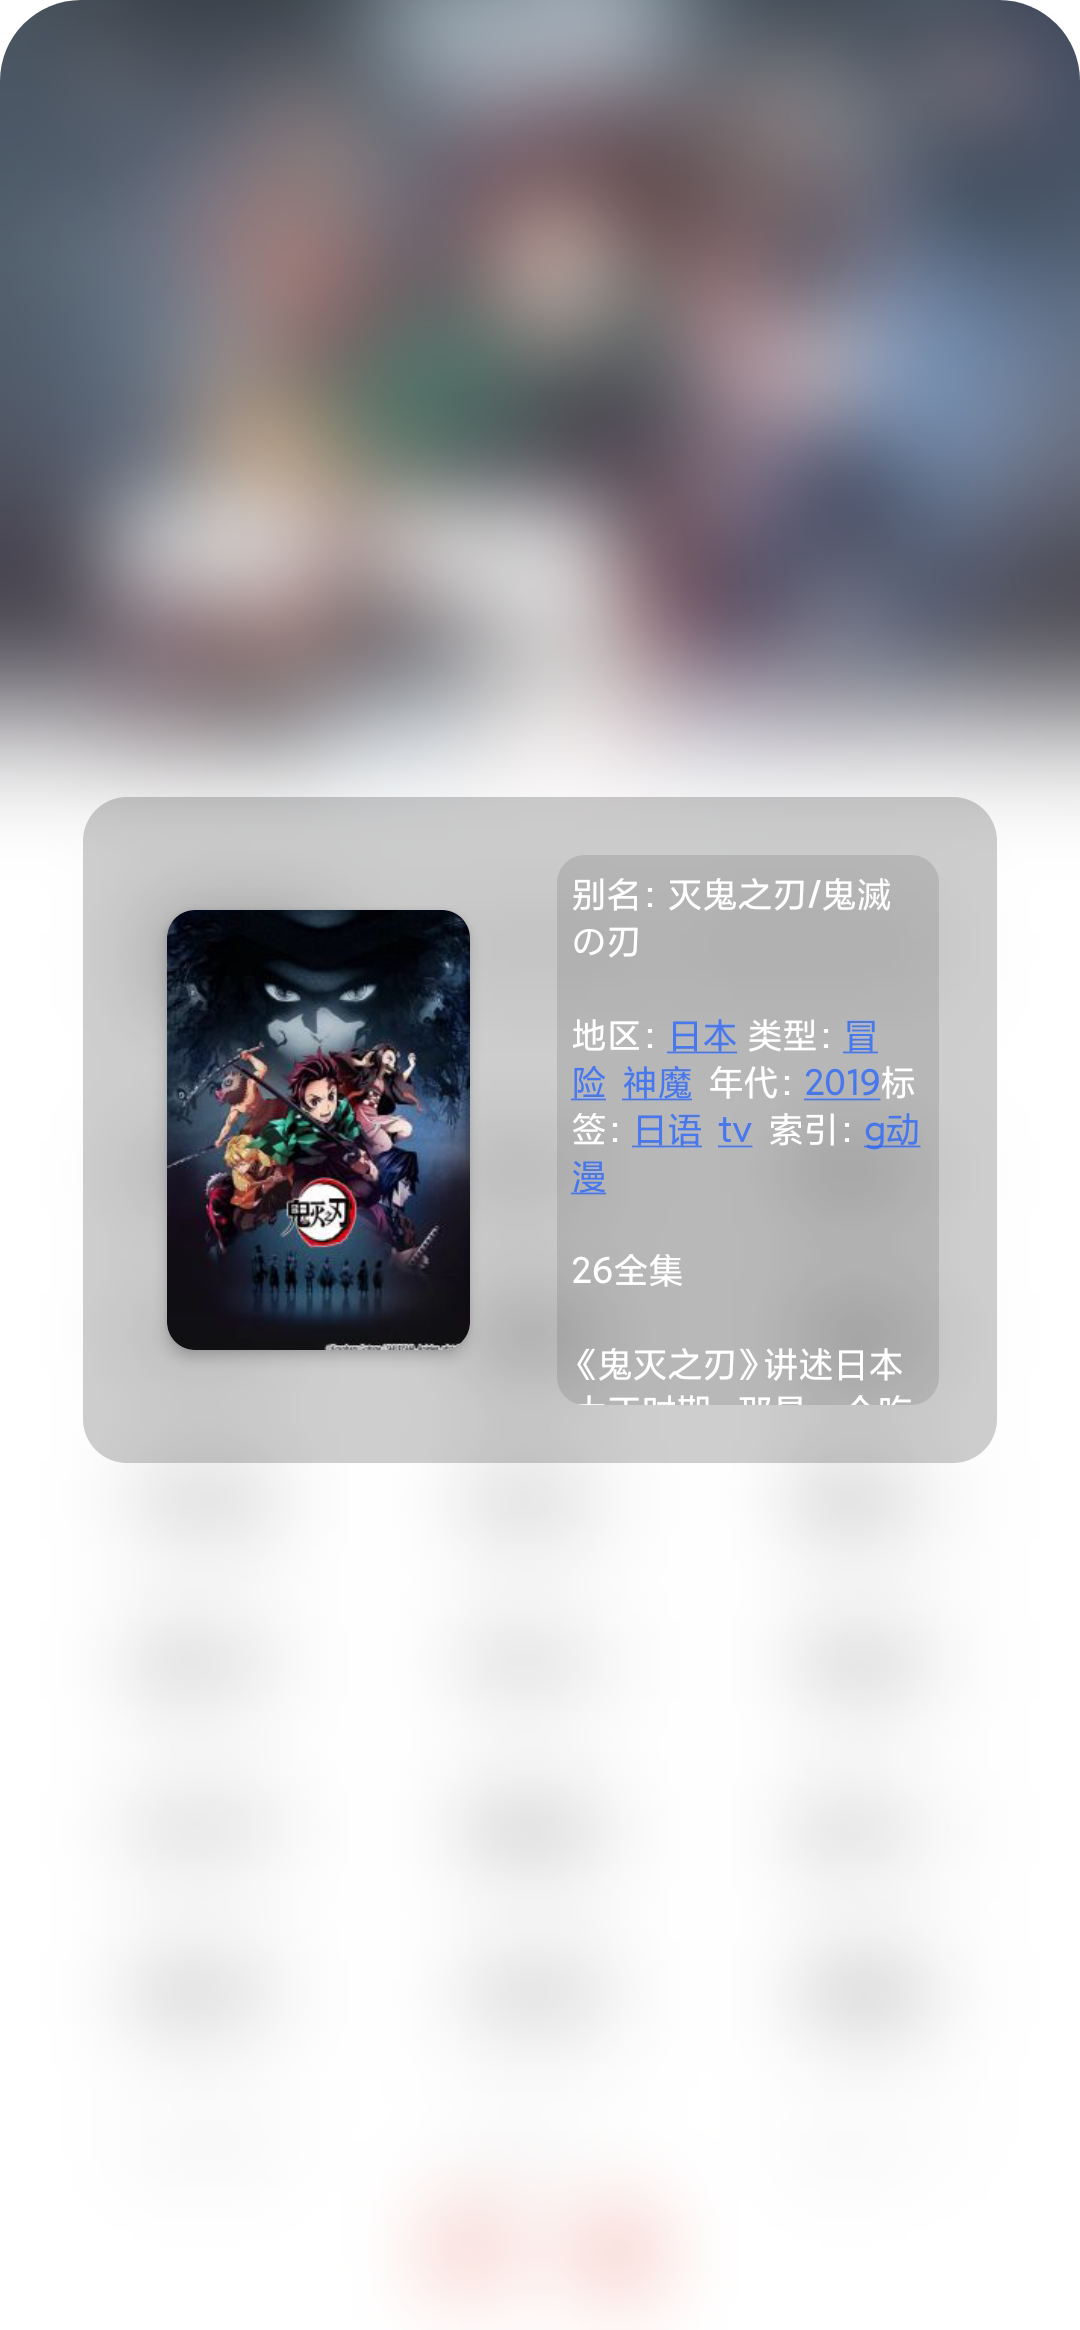 鬼灭之刃
别名：灭鬼之刃/鬼滅
の刃
地区：日本 类型：冒
险 神魔 年代：2019标
签：日语 tv 索引：g动
漫
26全集
《鬼灭之刃》讲述日本